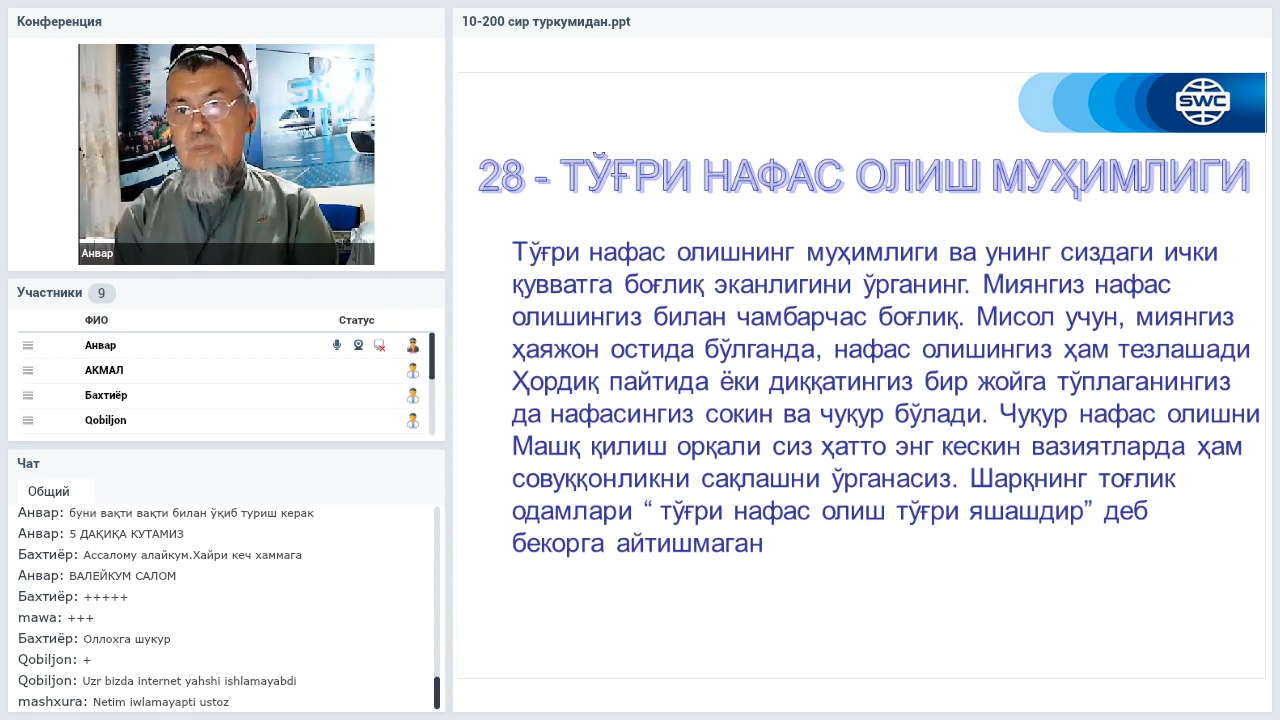 Конференция
Анвар
Участники 9
ФИО Статус
Анвар
АКМАЛ
Бахтиёр
Qobiljon
Чат
Общий
Анвар: буни вақти вақти билан ўқиб туриш керак
Анвар: 5 ДАҚИҚА КУТАМИЗ
Бахтиёр: Ассалому алайкум.Хайри кеч хаммага
Анвар: ВАЛЕЙКУМ САЛОМ
Бахтиёр: +++++
mawa: +++
Бахтиёр: Оллохга шукур
Qobiljon: +
Qobiljon: Uzr bizda internet yahshi ishlamayabdi
mashxura: Netim iwlamayapti ustoz
10-200 сир туркумидан.ppt
SWC
28 - ТЎҒРИ НАФАС ОЛИШ МУҲИМЛИГИ
Тўғри нафас олишнинг муҳимлиги ва унинг сиздаги ички
қувватга боғлиқ эканлигини ўрганинг. Миянгиз нафас
олишингиз билан чамбарчас боғлиқ. Мисол учун, миянгиз
ҳаяжон остида бўлганда, нафас олишингиз ҳам тезлашади
Ҳордиқ пайтида ёки диққатингиз бир жойга тўплаганингиз
да нафасингиз сокин ва чуқур бўлади. Чуқур нафас олишни
Машқ қилиш орқали сиз ҳатто энг кескин вазиятларда ҳам
совуққонликни сақлашни ўрганасиз. Шарқнинг тоғлик
одамлари “ тўғри нафас олиш тўғри яшашдир” деб
бекорга айтишмаган